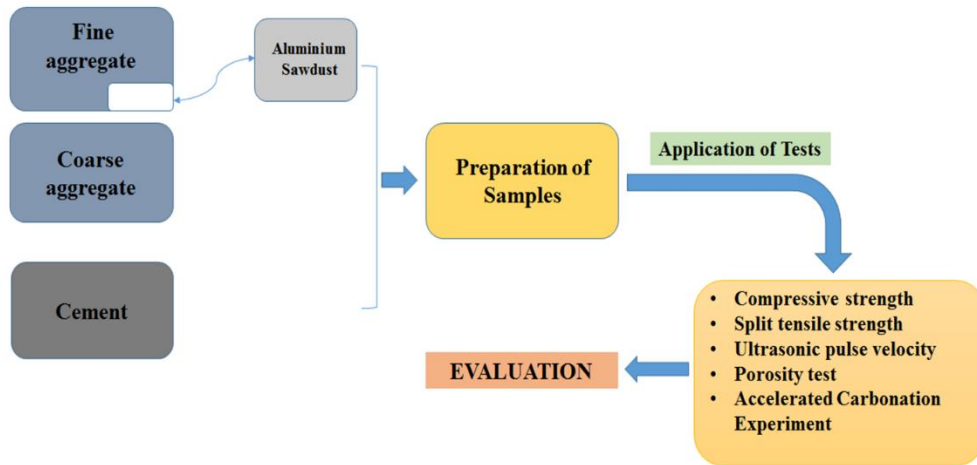 Fine
aggregate
Aluminium
Sawdust
Coarse
aggregate
Cement
Preparation of
Samples
Application of Tests
• Compressive strength
• Split tensile strength
• Ultrasonic pulse velocity
• Porosity test
• Accelerated Carbonation
Experiment
EVALUATION